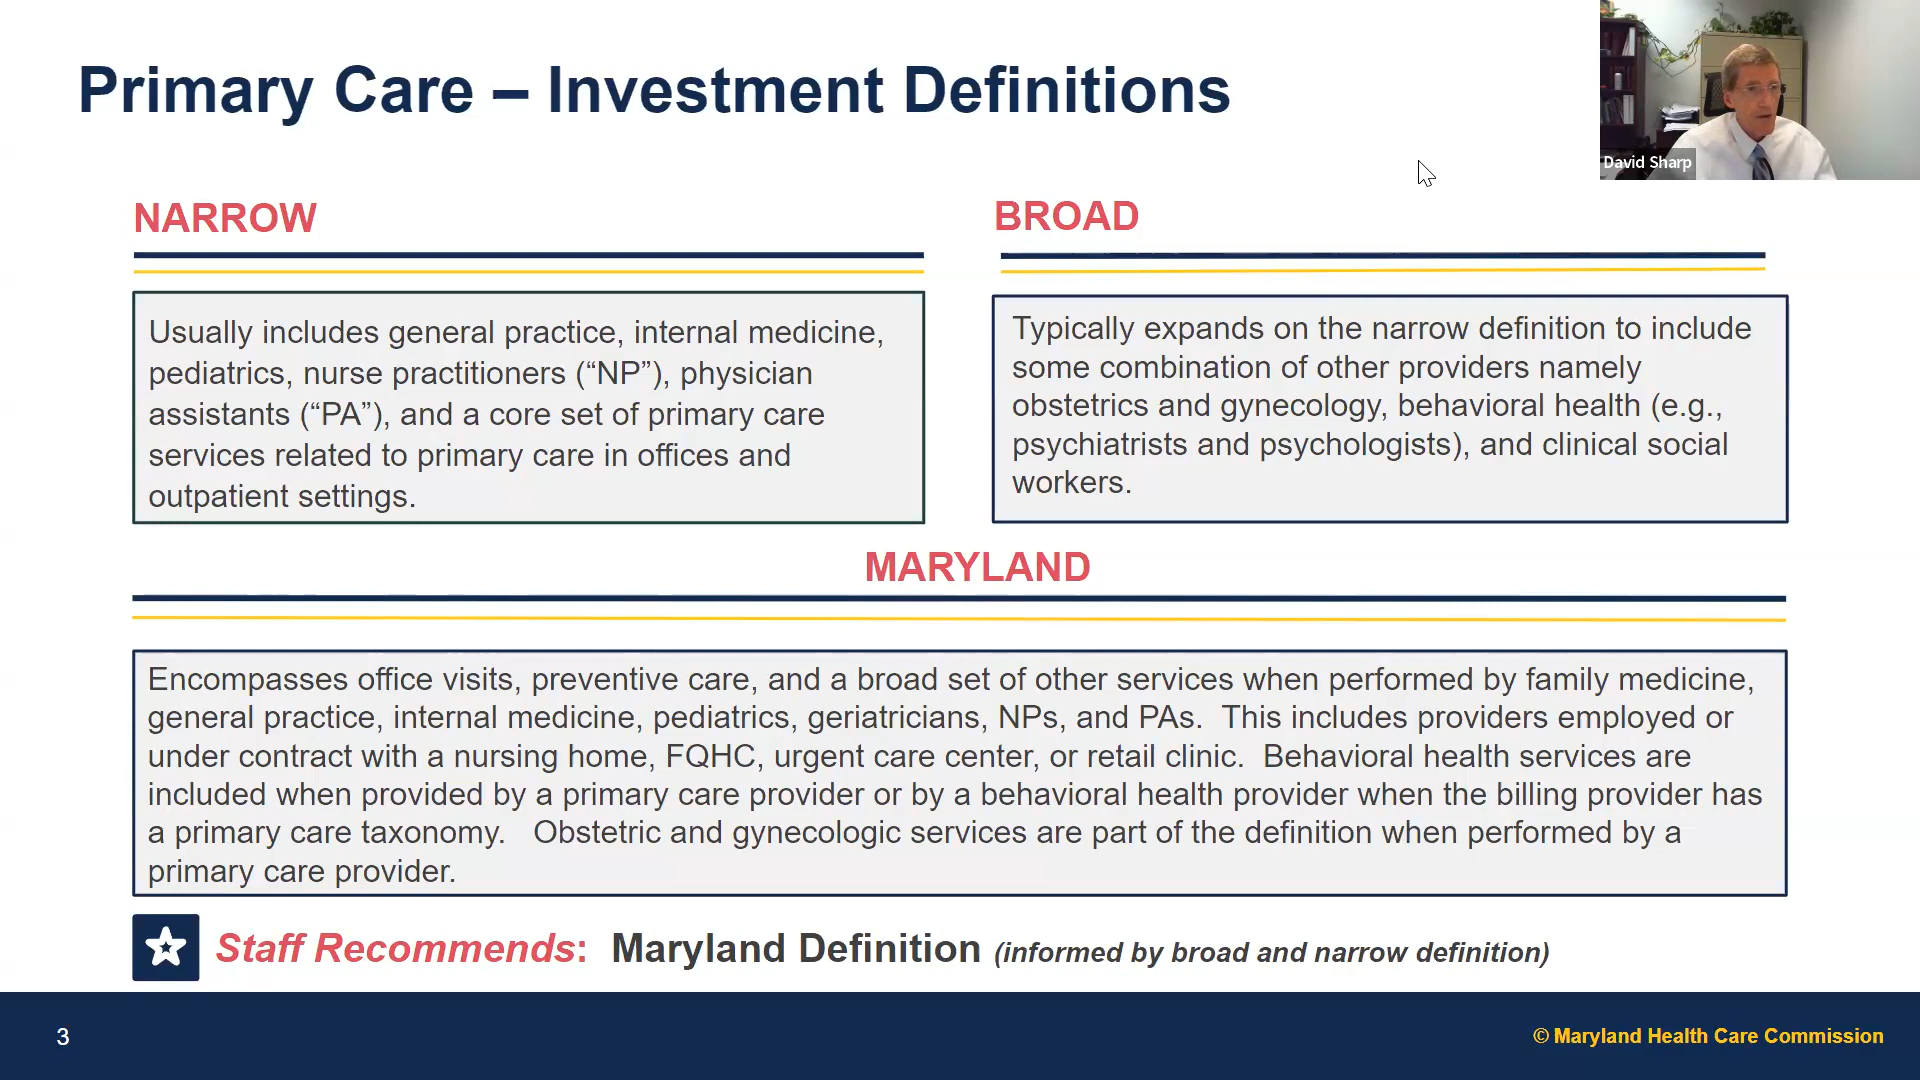 Primary Care – Investment Definitions
David Sharp
NARROW
Usually includes general practice, internal medicine,
pediatrics, nurse practitioners (“NP”), physician
assistants (“PA”), and a core set of primary care
services related to primary care in offices and
outpatient settings.
BROAD
Typically expands on the narrow definition to include
some combination of other providers namely
obstetrics and gynecology, behavioral health (e.g.,
psychiatrists and psychologists), and clinical social
workers.
MARYLAND
Encompasses office visits, preventive care, and a broad set of other services when performed by family medicine,
general practice, internal medicine, pediatrics, geriatricians, NPs, and PAs.  This includes providers employed or
under contract with a nursing home, FQHC, urgent care center, or retail clinic.  Behavioral health services are
included when provided by a primary care provider or by a behavioral health provider when the billing provider has
a primary care taxonomy.   Obstetric and gynecologic services are part of the definition when performed by a
primary care provider.
Staff Recommends:  Maryland Definition (informed by broad and narrow definition)
3
© Maryland Health Care Commission